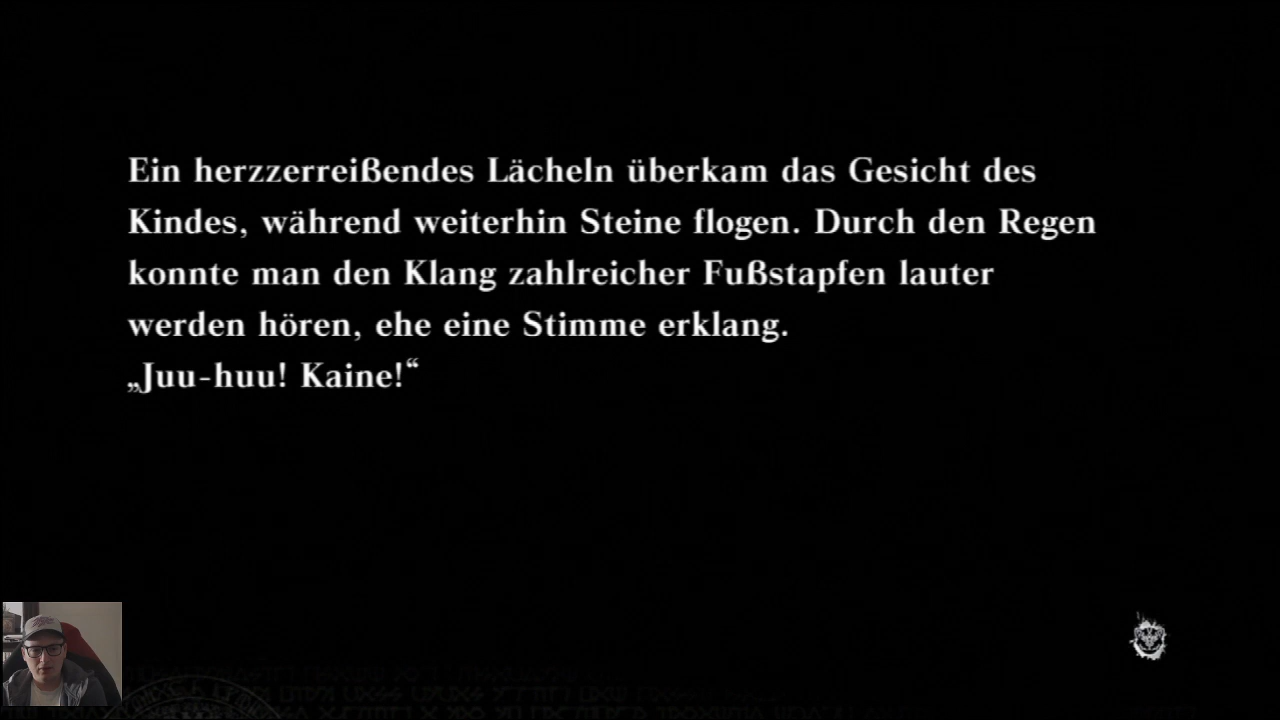 Ein herzzerreißendes Lächeln überkam das Gesicht des
Kindes, während weiterhin Steine flogen. Durch den Regen
konnte man den Klang zahlreicher Fußstapfen lauter
werden hören, ehe eine Stimme erklang.
„Juu-huu! Kaine!“